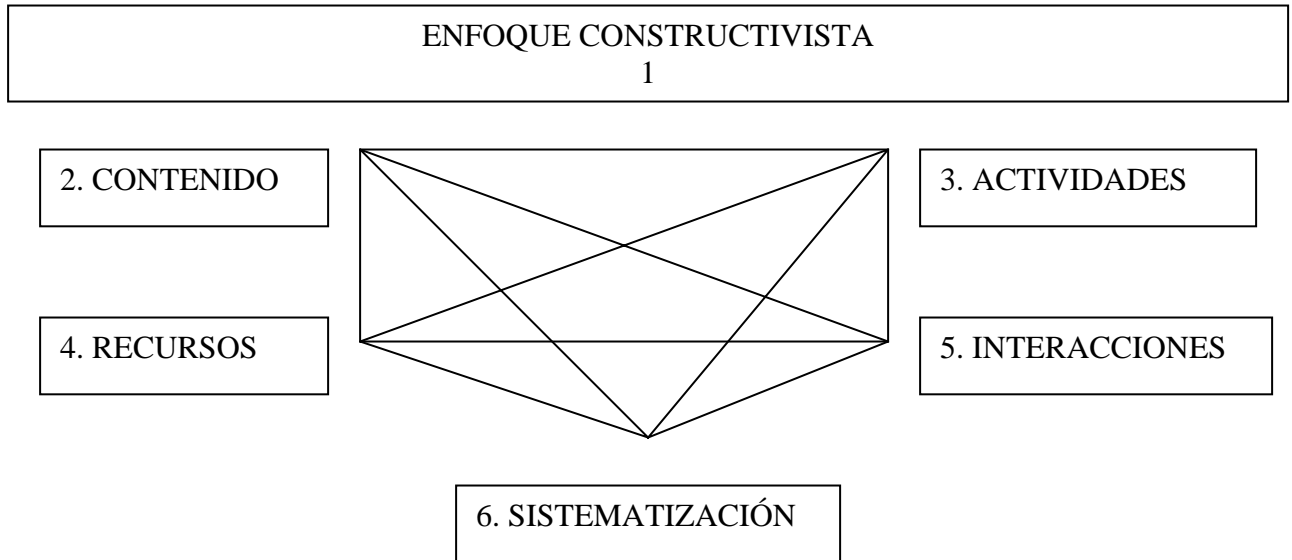 ENFOQUE CONSTRUCTIVISTA
1
2. CONTENIDO
3. ACTIVIDADES
4. RECURSOS
5. INTERACCIONES
6. SISTEMATIZACIÓN